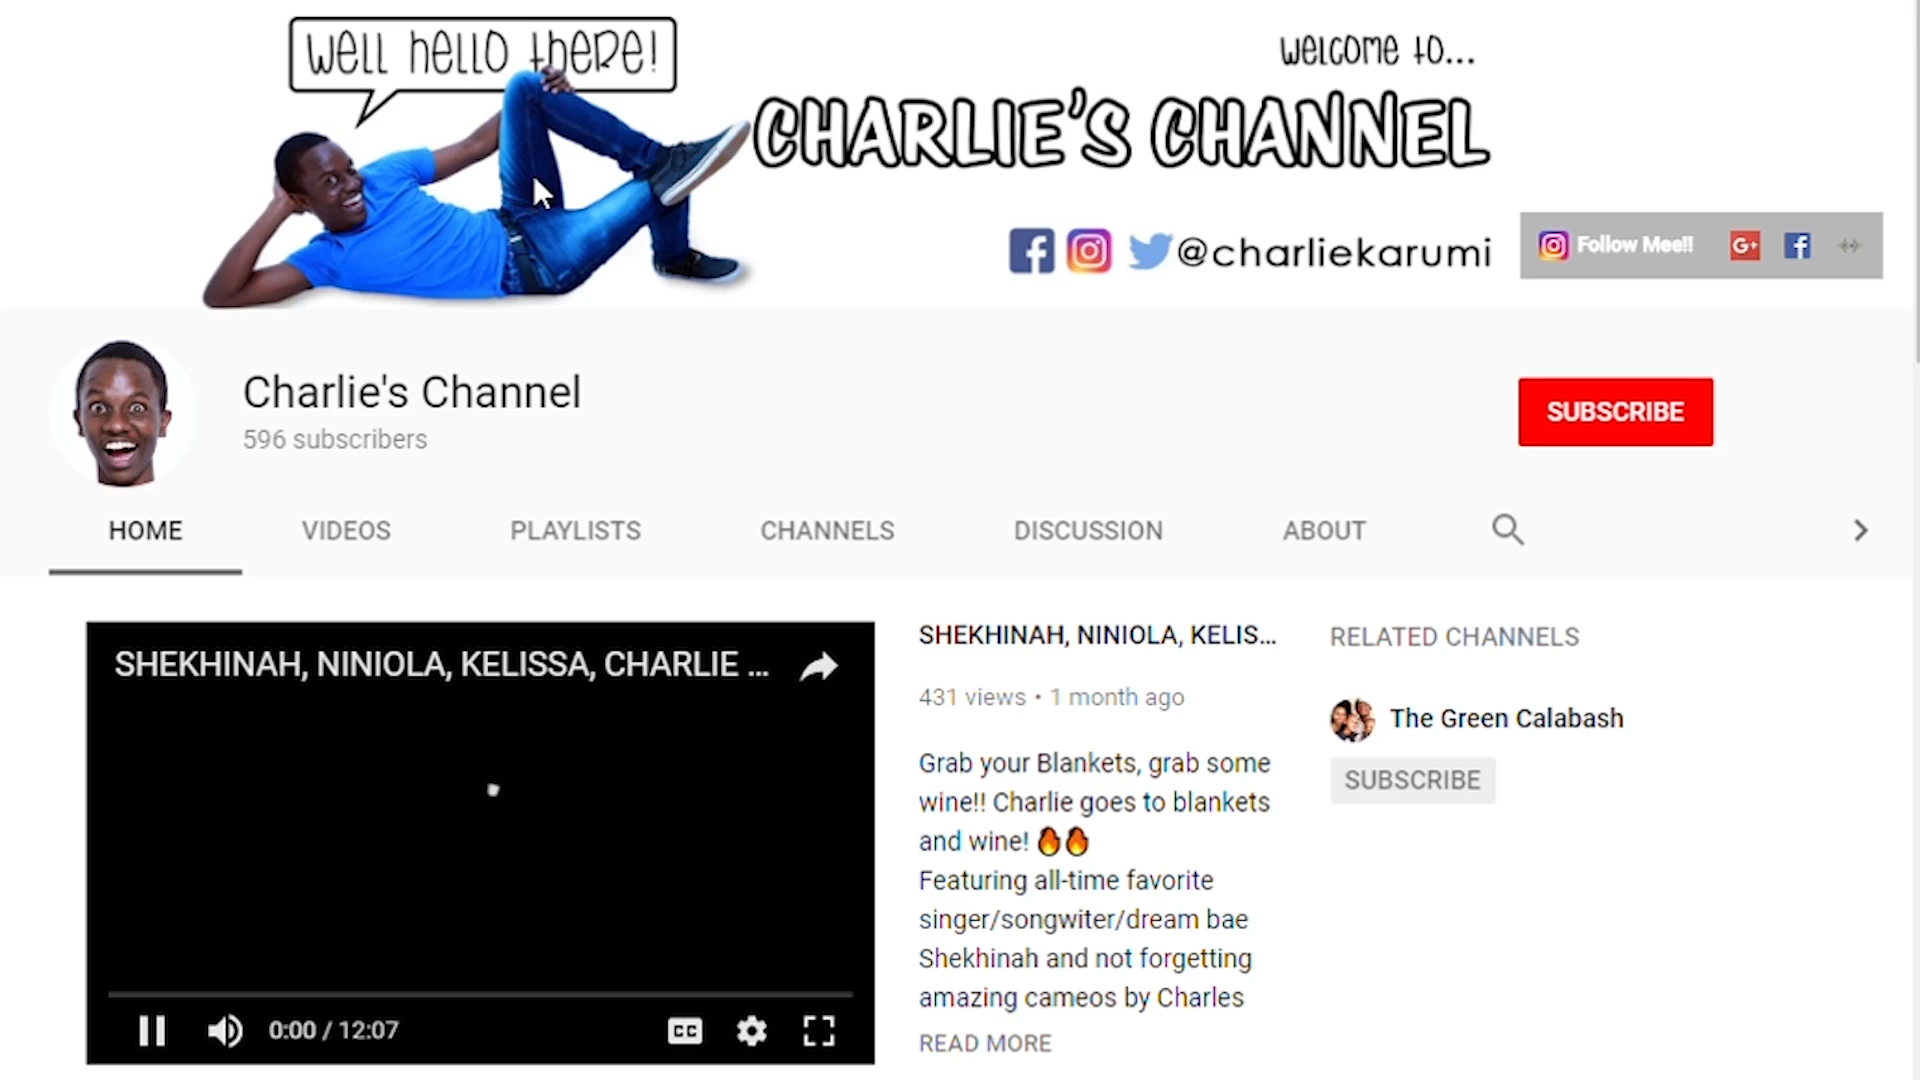 Well hello there!
Welcome to...
CHARLIE'S CHANNEL
@charliekarumi
Follow Mee!!
G+
Charlie's Channel
596 subscribers
SUBSCRIBE
HOME
VIDEOS
PLAYLISTS
CHANNELS
DISCUSSION
ABOUT
SHEKHINAH, NINIOLA, KELISSA, CHARLIE ...
0:00 / 12:07
CC
SHEKHINAH, NINIOLA, KELIS...
431 views • 1 month ago
Grab your Blankets, grab some
wine!! Charlie goes to blankets
and wine! 🔥🔥
Featuring all-time favorite
singer/songwiter/dream bae
Shekhinah and not forgetting
amazing cameos by Charles
READ MORE
RELATED CHANNELS
The Green Calabash
SUBSCRIBE